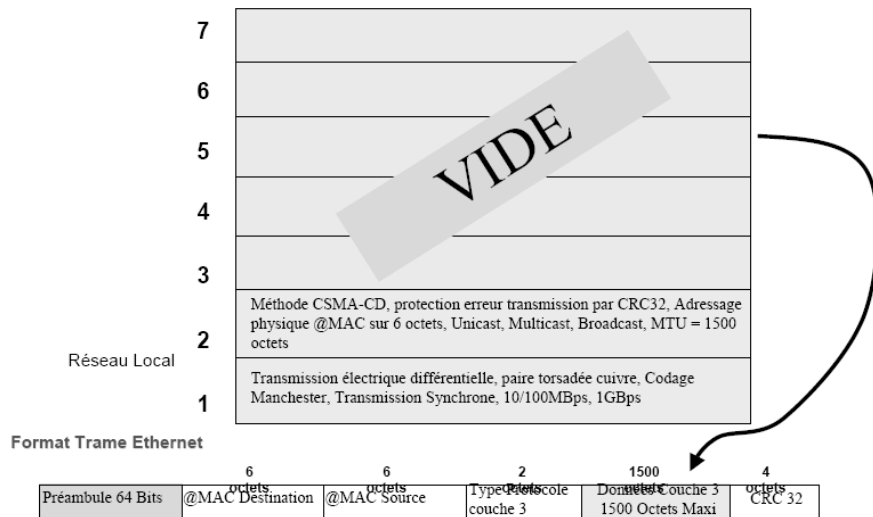 7
6
5
4
3
2
1
VIDE
Méthode CSMA-CD, protection erreur transmission par CRC32, Adressage
physique @MAC sur 6 octets, Unicast, Multicast, Broadcast, MTU = 1500
octets
Réseau Local
Transmission électrique différentielle, paire torsadée cuivre, Codage
Manchester, Transmission Synchrone, 10/100MBps, 1GBps
Format Trame Ethernet
6 octets
6 octets
2 octets
1500 octets
4 octets
Préambule 64 Bits
@MAC Destination
@MAC Source
Type Protocole
couche 3
Données Couche 3
1500 Octets Maxi
CRC 32